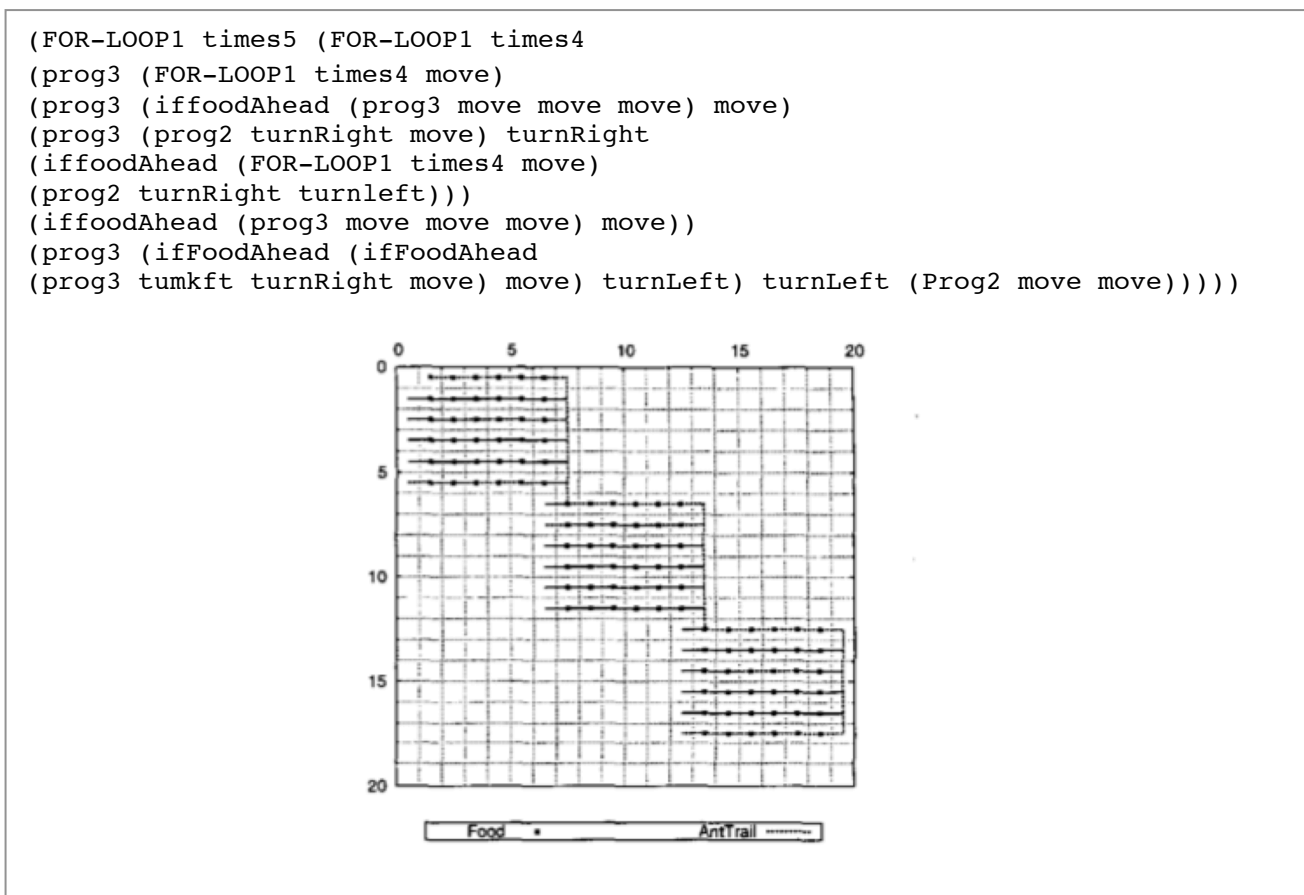 (FOR-LOOP1 times5 (FOR-LOOP1 times4
(prog3 (FOR-LOOP1 times4 move)
(prog3 (iffoodAhead (prog3 move move move) move)
(prog3 (prog2 turnRight move) turnRight
(iffoodAhead (FOR-LOOP1 times4 move)
(prog2 turnRight turnleft)))
(iffoodAhead (prog3 move move move) move))
(prog3 (ifFoodAhead (ifFoodAhead
(prog3 tumkft turnRight move) move) turnLeft) turnLeft (Prog2 move move)))))
0 5 10 15 20
0
5
10
15
20
Food AntTrail